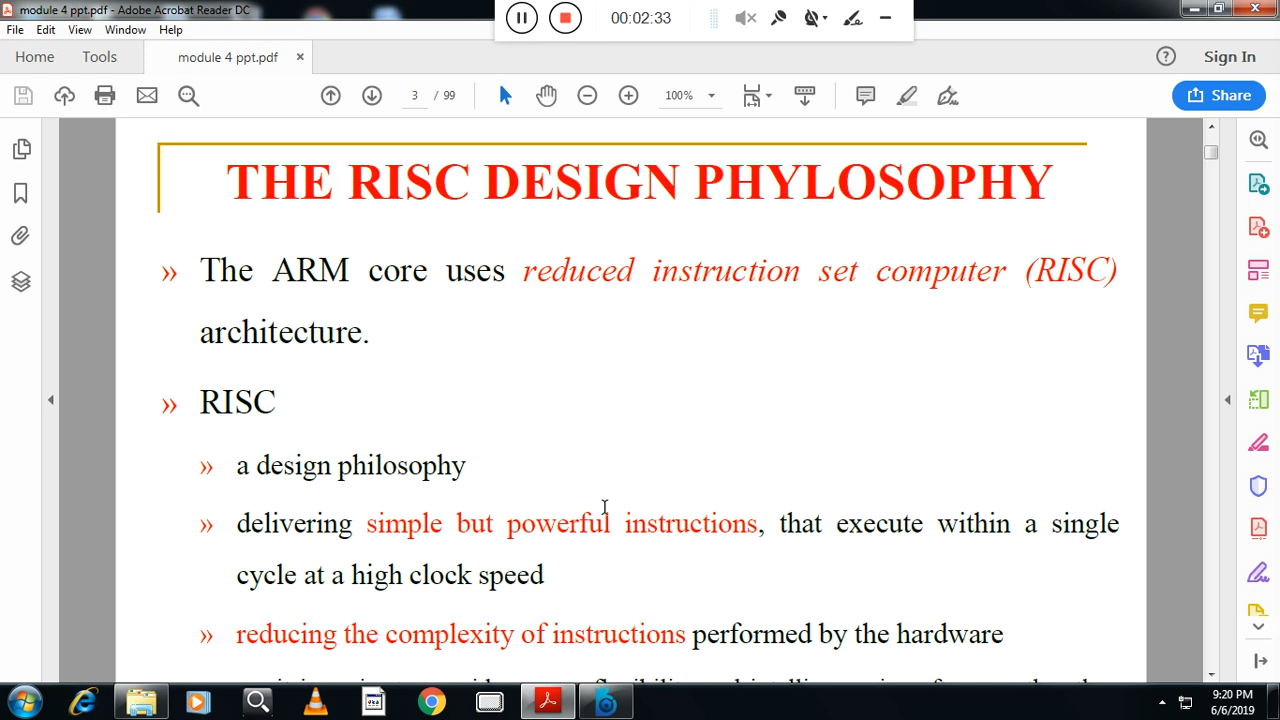 module 4 ppt.pdf - Adobe Acrobat Reader DC
00:02:33
File Edit View Window Help
Home Tools module 4 ppt.pdf × Sign In
3 / 99 100% Share
THE RISC DESIGN PHYLOSOPHY
» The ARM core uses reduced instruction set computer (RISC)
architecture.
» RISC
» a design philosophy
» delivering simple but powerful instructions, that execute within a single
cycle at a high clock speed
» reducing the complexity of instructions performed by the hardware
9:20 PM
6/6/2019